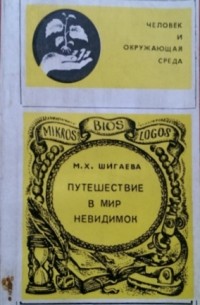 ЧЕЛОВЕК
И
ОКРУЖАЮЩАЯ
СРЕДА
MIKROS BIOS LOGOS
М.Х. ШИГАЕВА
ПУТЕШЕСТВИЕ
В МИР
НЕВИДИМОК